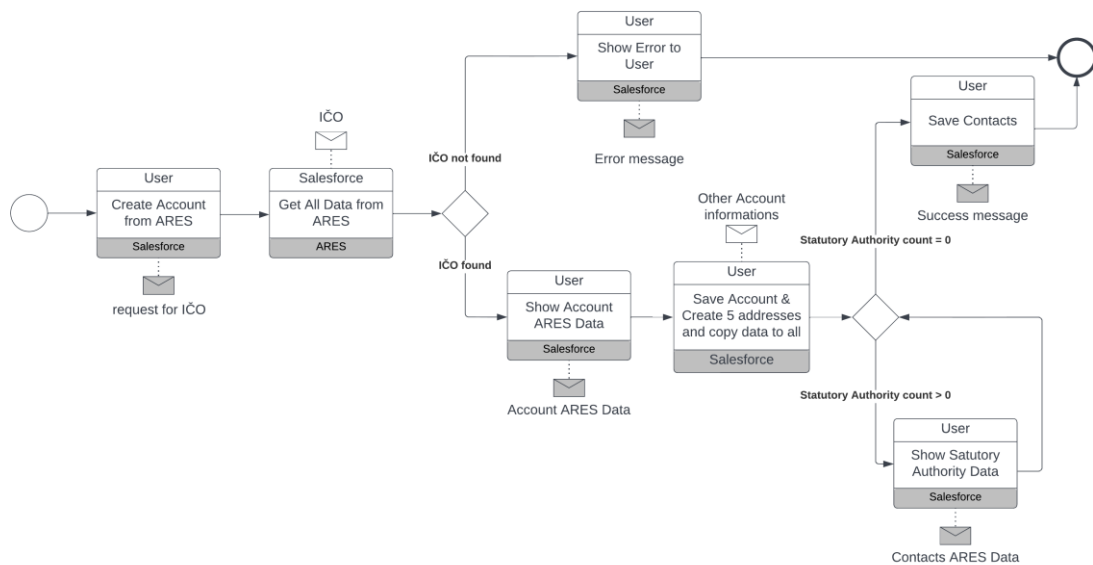 User
Show Error to
User
Salesforce
Error message
User
Save Contacts
Salesforce
Success message
IČO
IČO not found
User
Create Account
from ARES
Salesforce
request for IČO
Salesforce
Get All Data from
ARES
ARES
IČO found
Other Account
informations
Statutory Authority count = 0
User
Show Account
ARES Data
Salesforce
Account ARES Data
User
Save Account &
Create 5 addresses
and copy data to all
Salesforce
Statutory Authority count > 0
User
Show Satutory
Authority Data
Salesforce
Contacts ARES Data